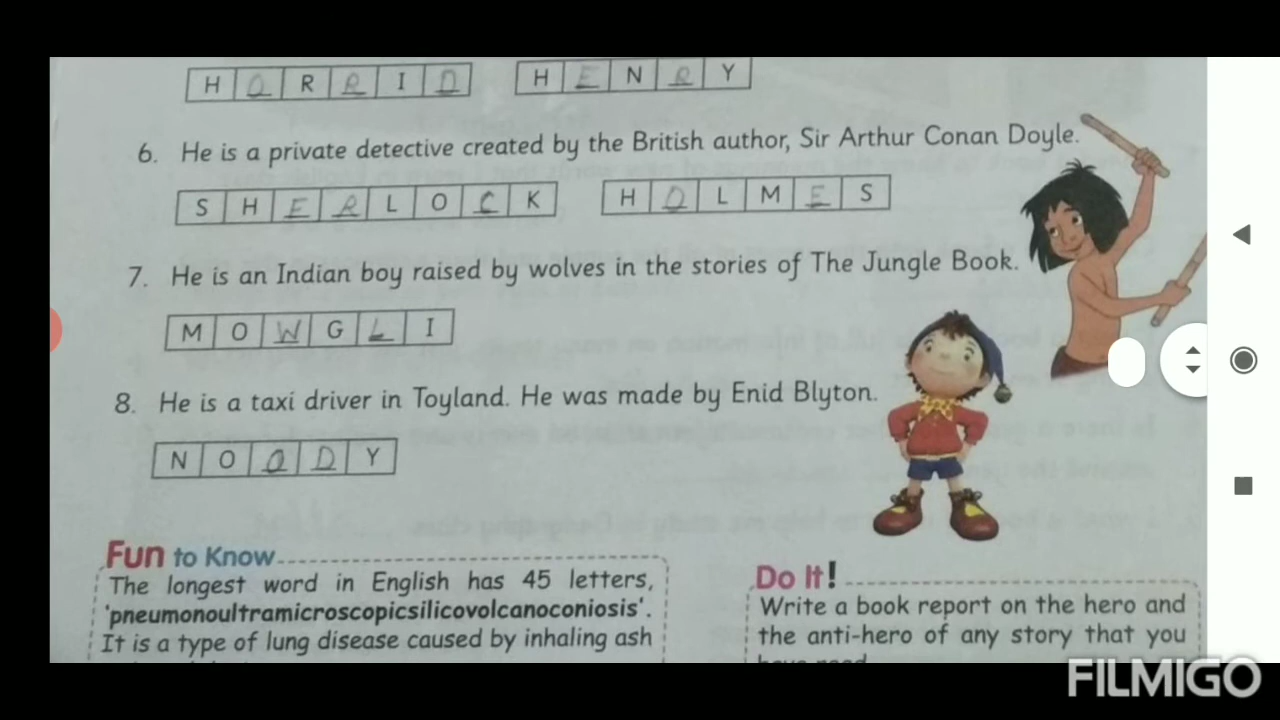 H O R R I D H E N R Y
6. He is a private detective created by the British author, Sir Arthur Conan Doyle.
S H E R L O C K H O L M E S
7. He is an Indian boy raised by wolves in the stories of The Jungle Book.
M O W G L I
8. He is a taxi driver in Toyland. He was made by Enid Blyton.
N O D D Y
Fun to Know
The longest word in English has 45 letters,
'pneumonoultramicroscopicsilicovolcanoconiosis'.
It is a type of lung disease caused by inhaling ash
Do It!
Write a book report on the hero and
the anti-hero of any story that you
have read
FILMIGO